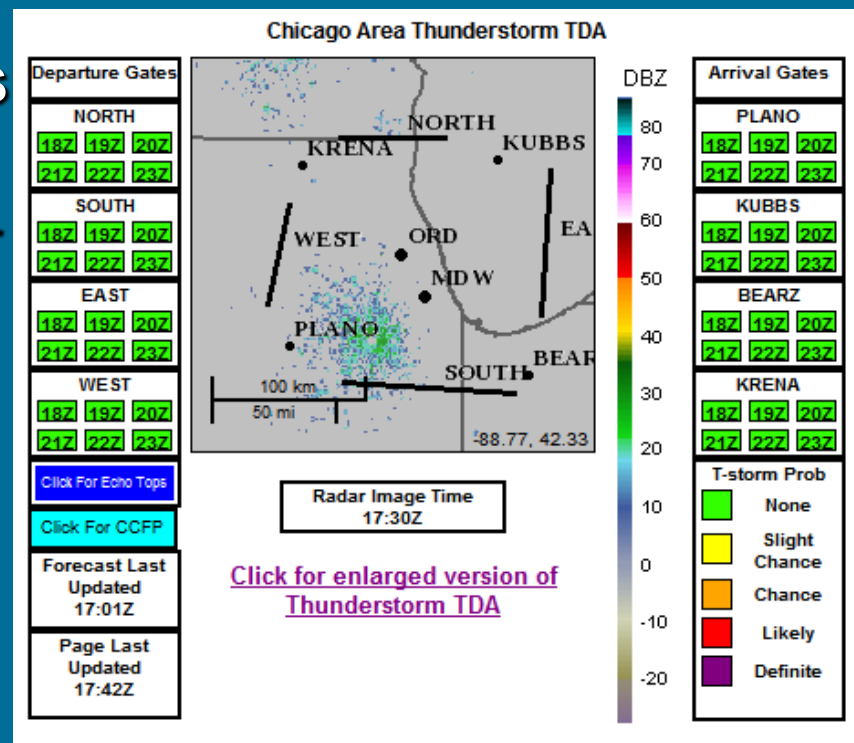 S
Chicago Area Thunderstorm TDA
Departure Gates
NORTH
18Z 19Z 20Z
21Z 22Z 23Z
SOUTH
18Z 19Z 20Z
21Z 22Z 23Z
EAST
18Z 19Z 20Z
21Z 22Z 23Z
WEST
18Z 19Z 20Z
21Z 22Z 23Z
Click For Echo Tops
Click For CCFP
Forecast Last
Updated
17:01Z
Page Last
Updated
17:42Z
NORTH
KRENA
KUBBS
WEST
ORD
EA
MDW
PLANO
SOUTH
BEAR
100 km
50 mi
-88.77, 42.33
Radar Image Time
17:30Z
Click for enlarged version of
Thunderstorm TDA
DBZ
80
70
60
50
40
30
20
10
0
-10
-20
Arrival Gates
PLANO
18Z 19Z 20Z
21Z 22Z 23Z
KUBBS
18Z 19Z 20Z
21Z 22Z 23Z
BEARZ
18Z 19Z 20Z
21Z 22Z 23Z
KRENA
18Z 19Z 20Z
21Z 22Z 23Z
T-storm Prob
None
Slight
Chance
Chance
Likely
Definite